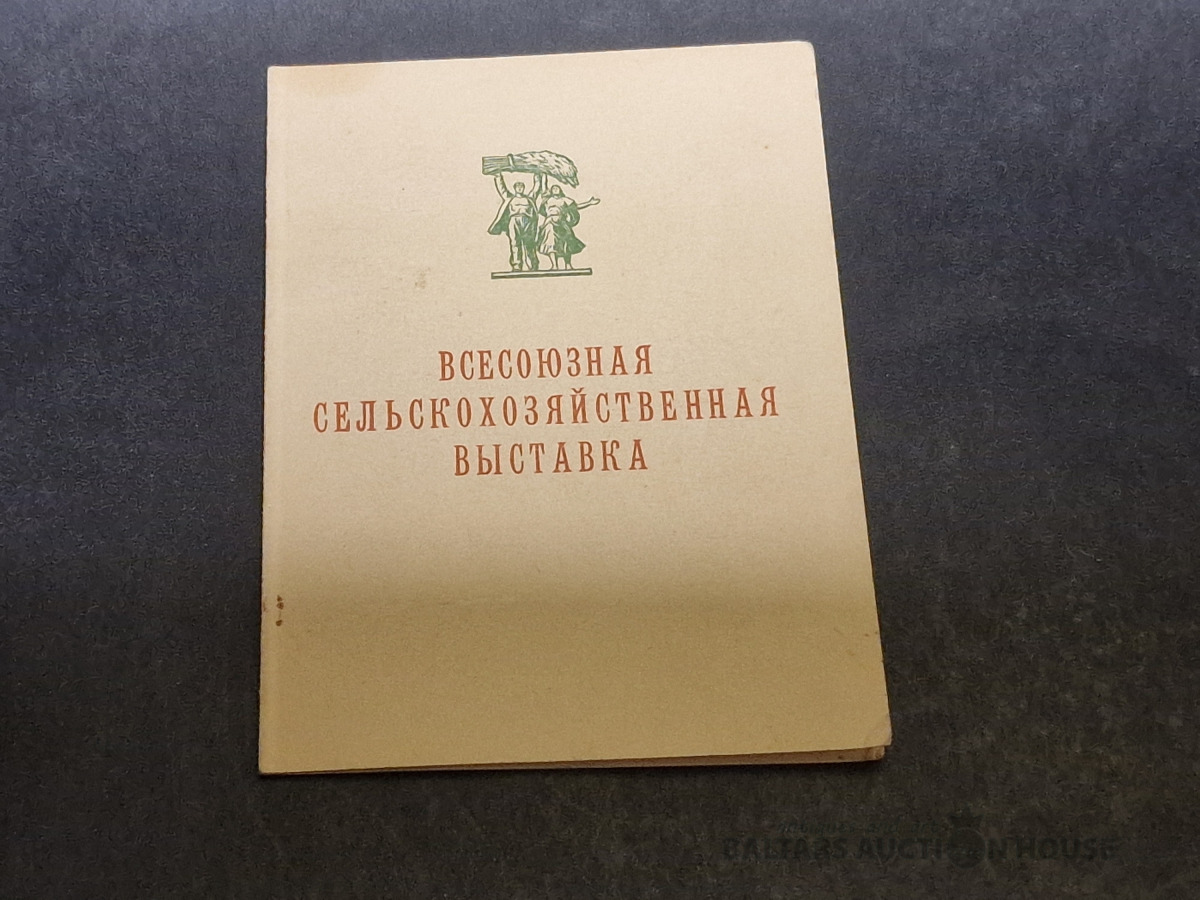 ВСЕСОЮЗНАЯ
СЕЛЬСКОХОЗЯЙСТВЕННАЯ
ВЫСТАВКА
BALTARS AUCTION HOUSE